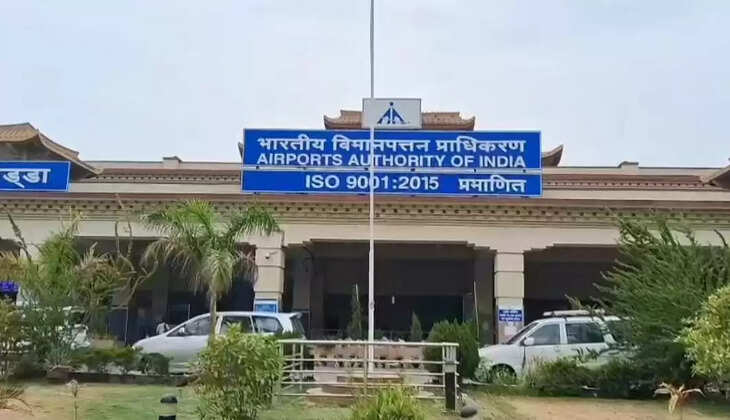 भारतीय विमानपत्तन प्राधिकरण
AIRPORTS AUTHORITY OF INDIA
ISO 9001:2015 प्रमाणित
ड्डा